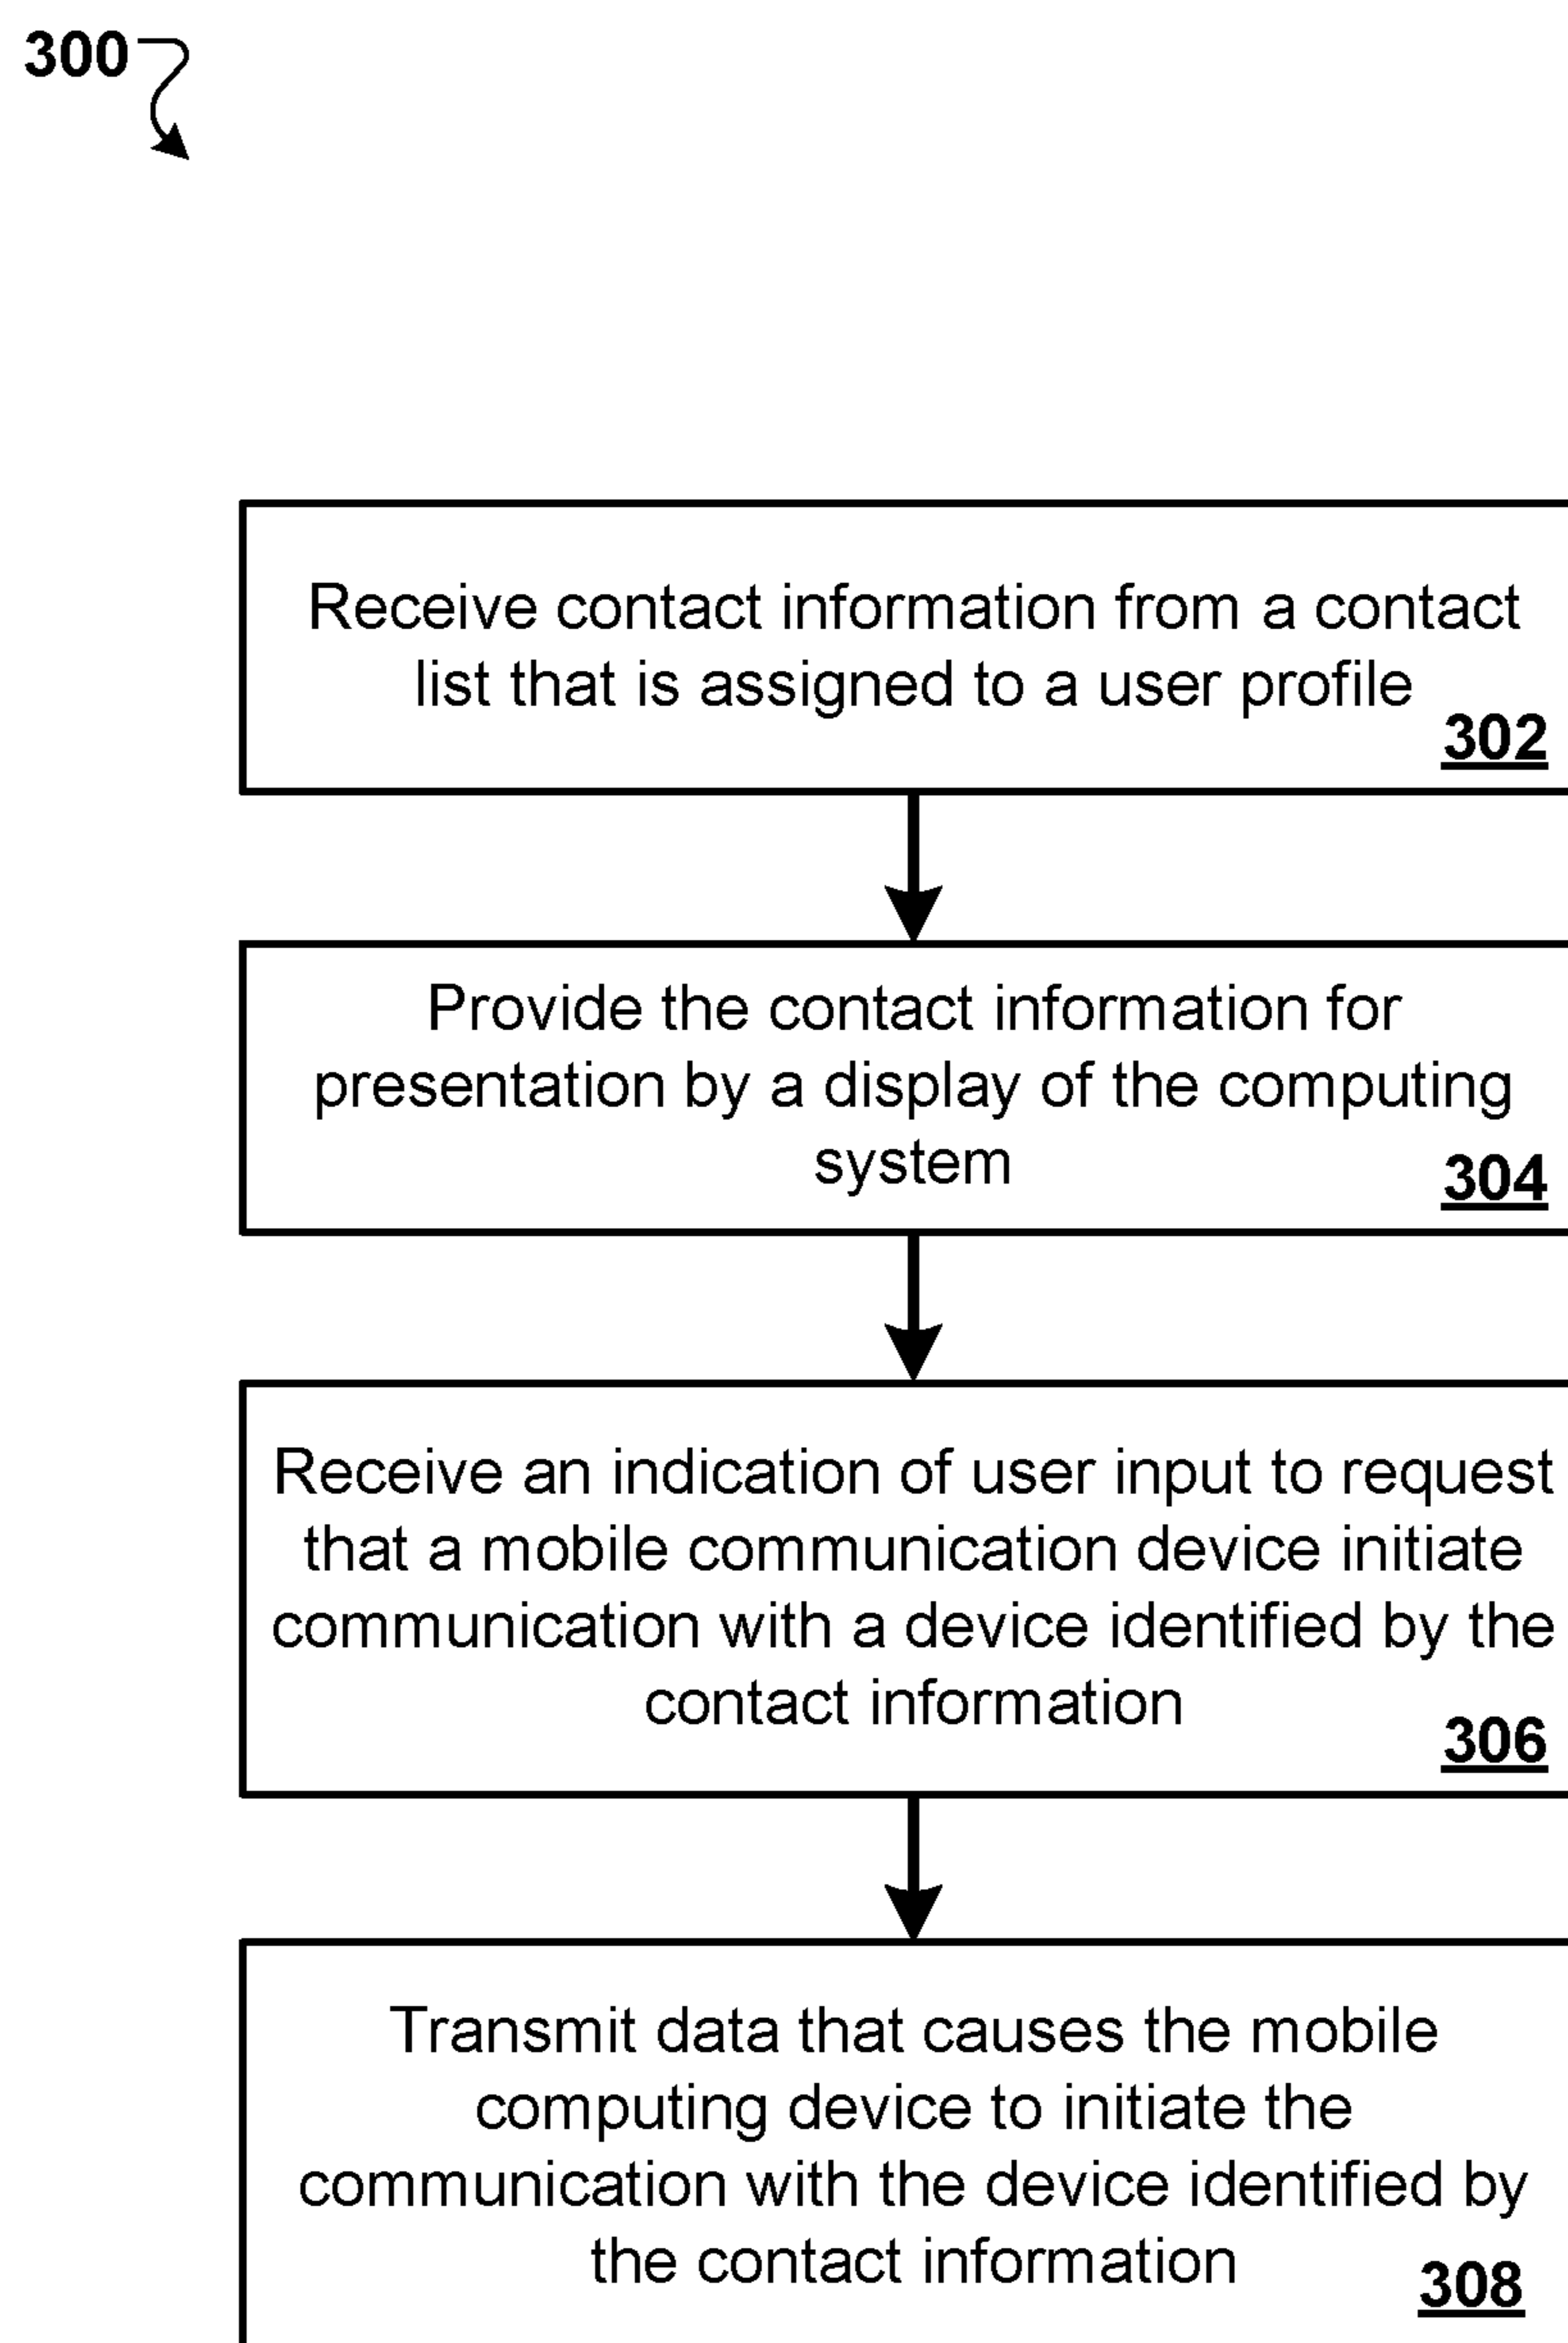 300
Receive contact information from a contact
list that is assigned to a user profile
302
Provide the contact information for
presentation by a display of the computing
system
304
Receive an indication of user input to request
that a mobile communication device initiate
communication with a device identified by the
contact information
306
Transmit data that causes the mobile
computing device to initiate the
communication with the device identified by
the contact information
308